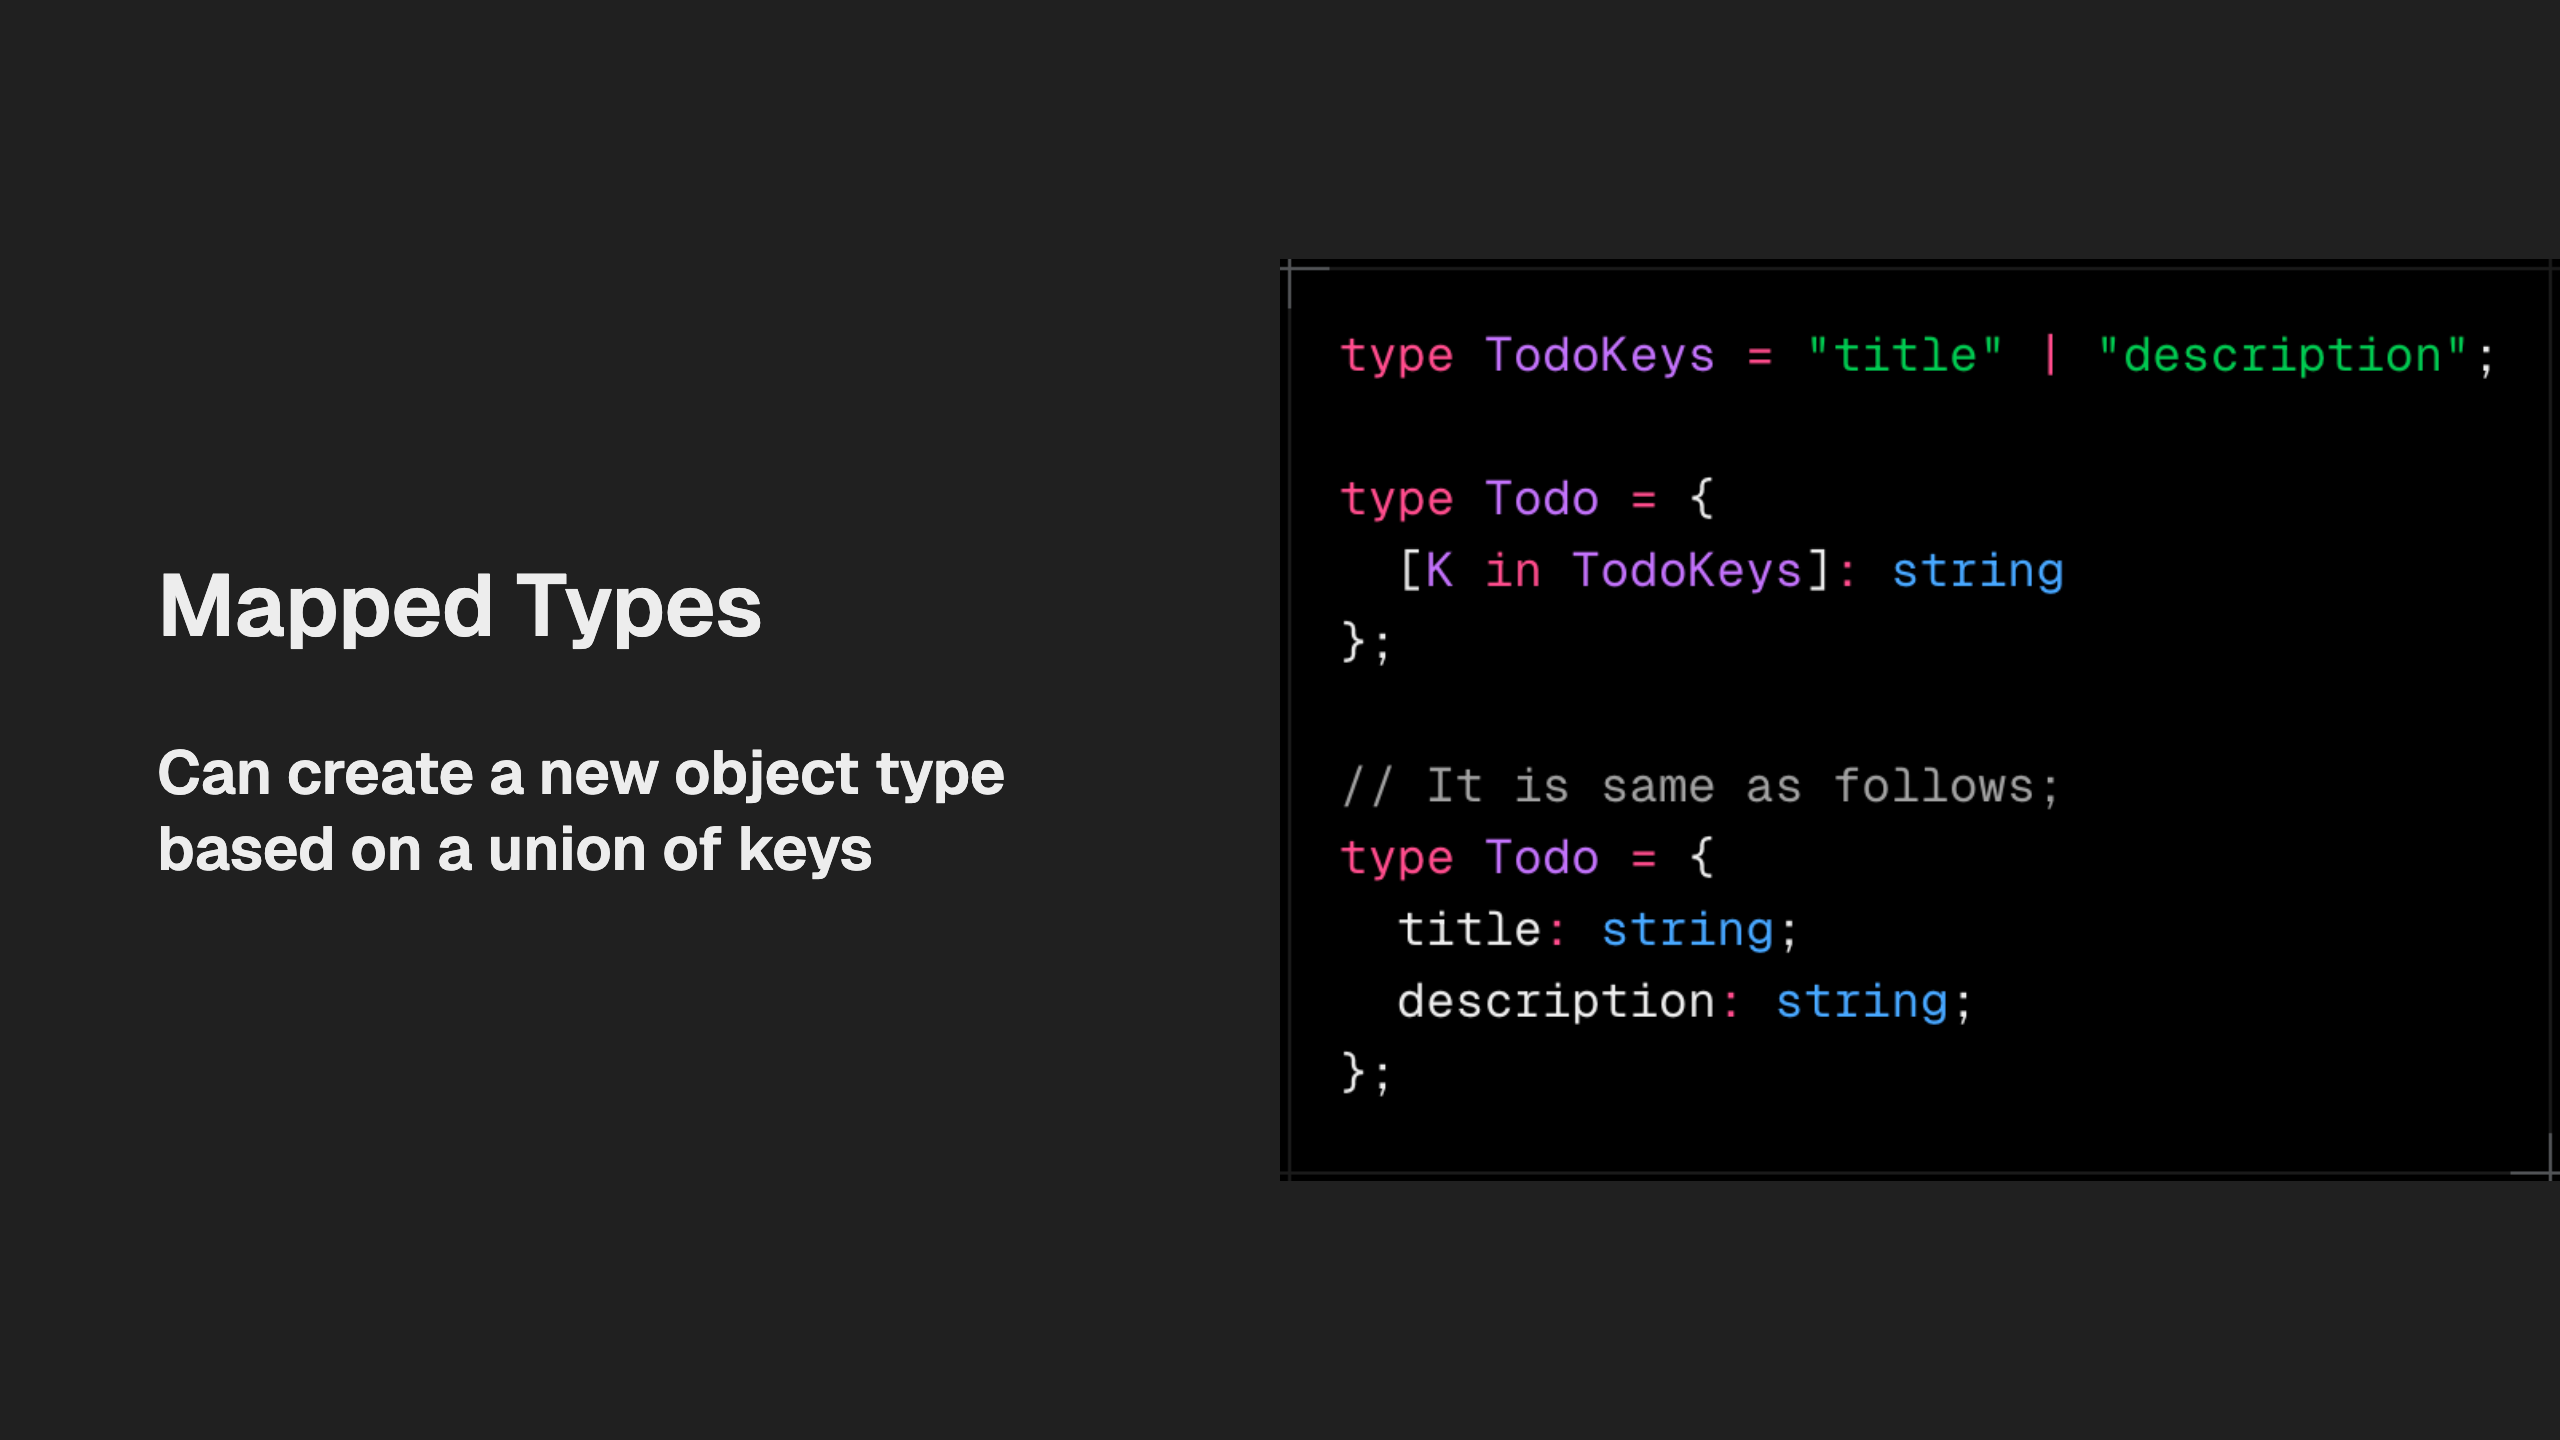 Mapped Types
Can create a new object type
based on a union of keys
type TodoKeys = "title" | "description";
type Todo = {
  [K in TodoKeys]: string
};
// It is same as follows;
type Todo = {
  title: string;
  description: string;
};